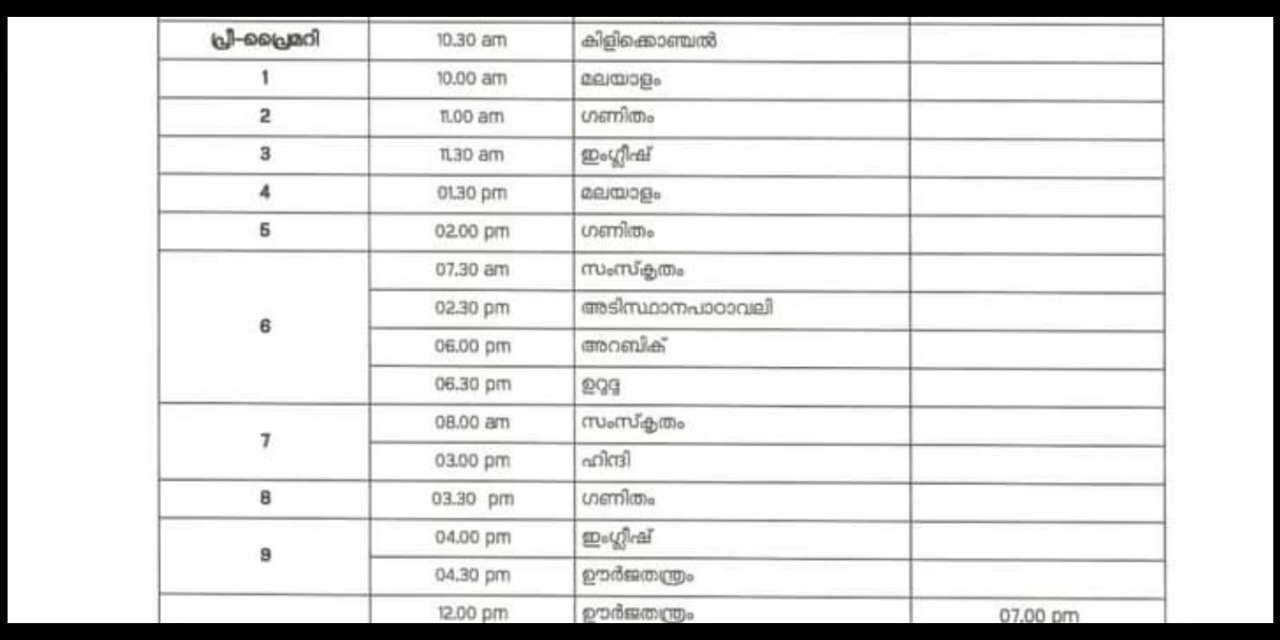 പ്രീ-പ്രൈമറി 10.30 am കിളിക്കൊഞ്ചൽ
1 10.00 am മലയാളം
2 11.00 am ഗണിതം
3 11.30 am ഇംഗ്ലീഷ്
4 01.30 pm മലയാളം
5 02.00 pm ഗണിതം
6 07.30 am സംസ്കൃതം
02.30 pm അടിസ്ഥാനപാഠാവലി
06.00 pm അറബിക്
06.30 pm ഉറുദു
7 08.00 am സംസ്കൃതം
03.00 pm ഹിന്ദി
8 03.30 pm ഗണിതം
9 04.00 pm ഇംഗ്ലീഷ്
04.30 pm ഊർജതന്ത്രം
12.00 pm ഊർജതന്ത്രം 07.00 pm